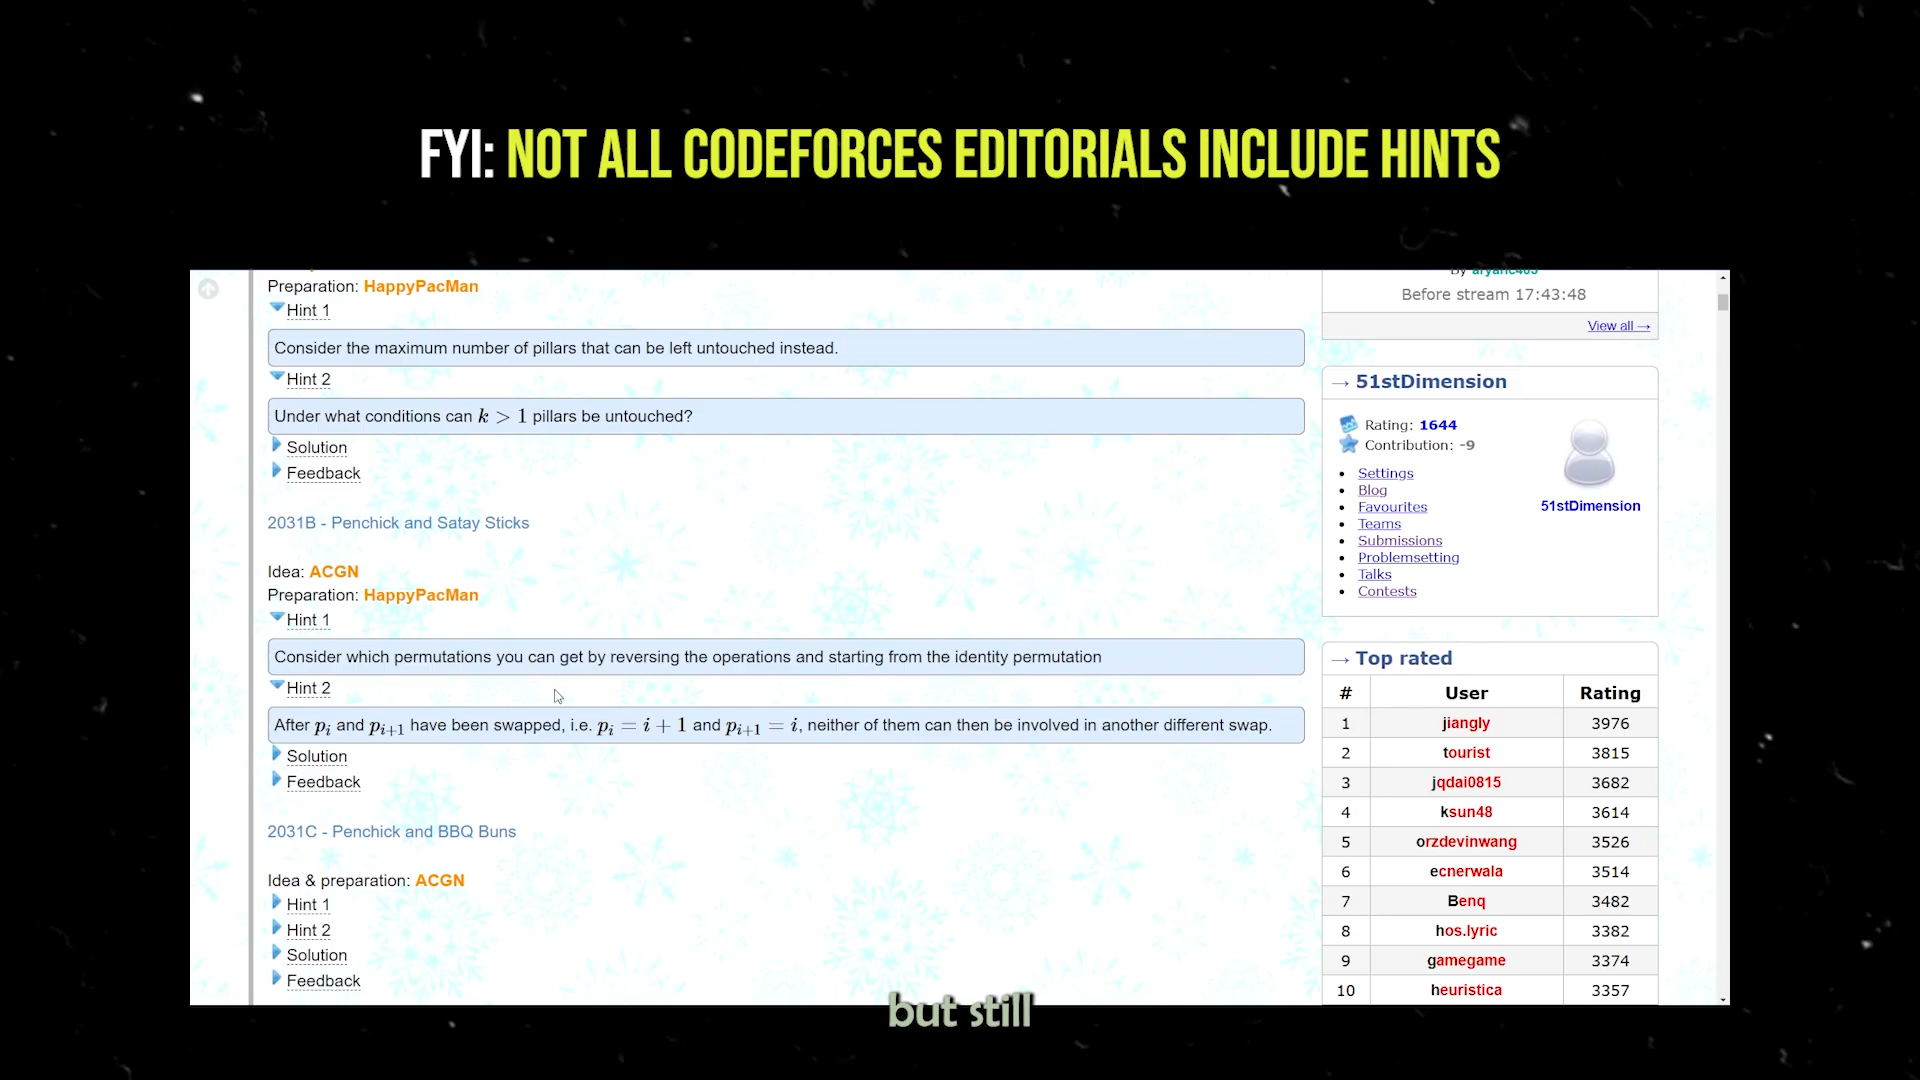 FYI: NOT ALL CODEFORCES EDITORIALS INCLUDE HINTS
Preparation: HappyPacMan
Hint 1
Consider the maximum number of pillars that can be left untouched instead.
Hint 2
Under what conditions can k > 1 pillars be untouched?
Solution
Feedback
2031B - Penchick and Satay Sticks
Idea: ACGN
Preparation: HappyPacMan
Hint 1
Consider which permutations you can get by reversing the operations and starting from the identity permutation
Hint 2
After p_i and p_{i+1} have been swapped, i.e. p_i = i + 1 and p_{i+1} = i, neither of them can then be involved in another different swap.
Solution
Feedback
2031C - Penchick and BBQ Buns
Idea & preparation: ACGN
Hint 1
Hint 2
Solution
Feedback
Before stream 17:43:48
View all →
→ 51stDimension
Rating: 1644
Contribution: -9
Settings
Blog
Favourites
Teams
Submissions
Problemsetting
Talks
Contests
51stDimension
→ Top rated
# User Rating
1 jiangly 3976
2 tourist 3815
3 jqdai0815 3682
4 ksun48 3614
5 orzdevinwang 3526
6 ecnerwala 3514
7 Benq 3482
8 hos.lyric 3382
9 gamegame 3374
10 heuristica 3357
but still